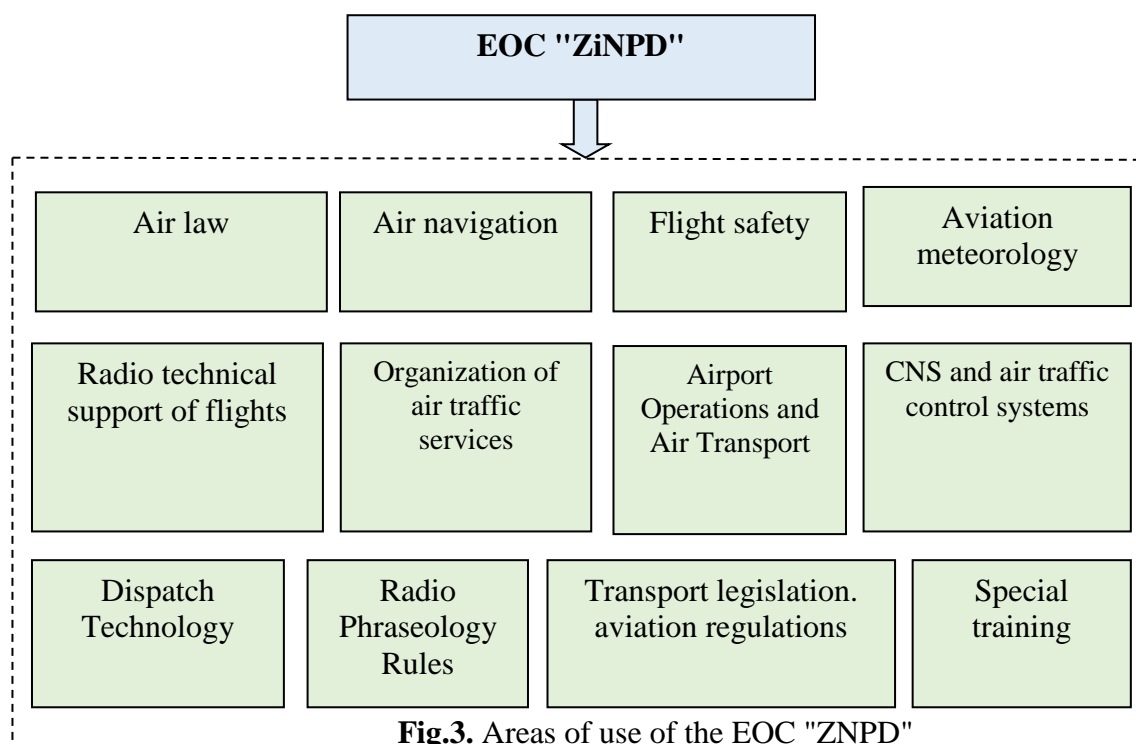 EOC "ZiNPD"
Air law
Air navigation
Flight safety
Aviation
meteorology
Radio technical
support of flights
Organization of
air traffic
services
Airport
Operations and
Air Transport
CNS and air traffic
control systems
Dispatch
Technology
Radio
Phraseology
Rules
Transport legislation.
aviation regulations
Special
training
Fig.3. Areas of use of the EOC "ZNPD"